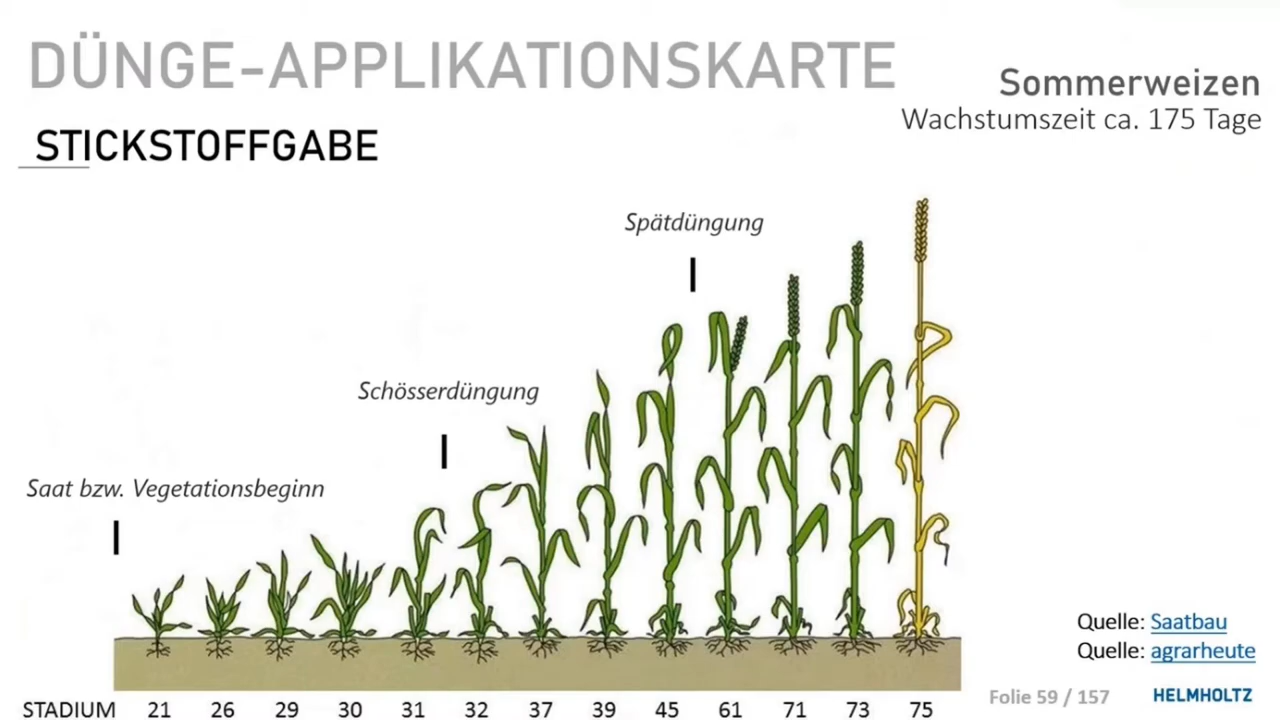 DÜNGE-APPLIKATIONSKARTE
Sommerweizen
Wachstumszeit ca. 175 Tage
STICKSTOFFGABE
Spätdüngung
Schösserdüngung
Saat bzw. Vegetationsbeginn
Quelle: Saatbau
Quelle: agrarheute
Folie 59 / 157
HELMHOLTZ
STADIUM 21 26 29 30 31 32 37 39 45 61 71 73 75